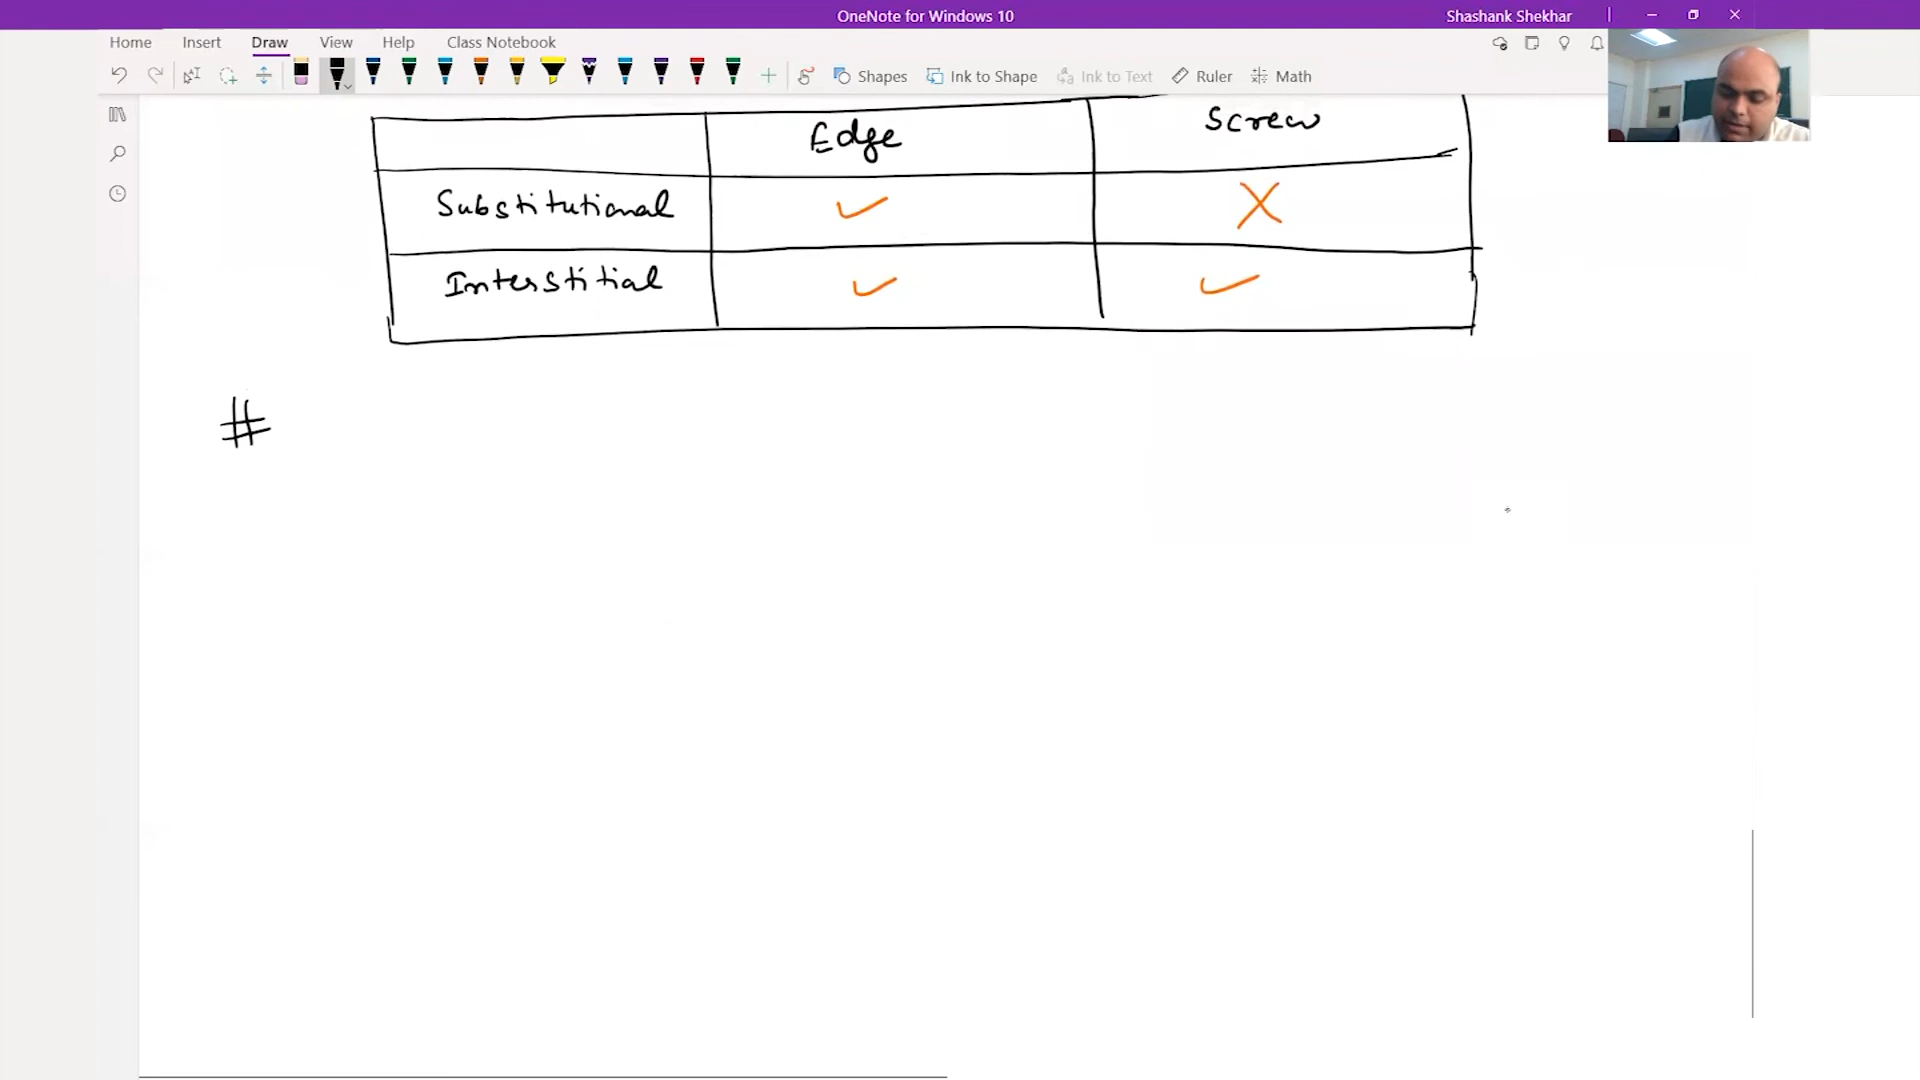 OneNote for Windows 10
Shashank Shekhar
Home Insert Draw View Help Class Notebook
Shapes Ink to Shape Ink to Text Ruler Math
Edge Screw
Substitutional ✓ X
Interstitial ✓ ✓
#